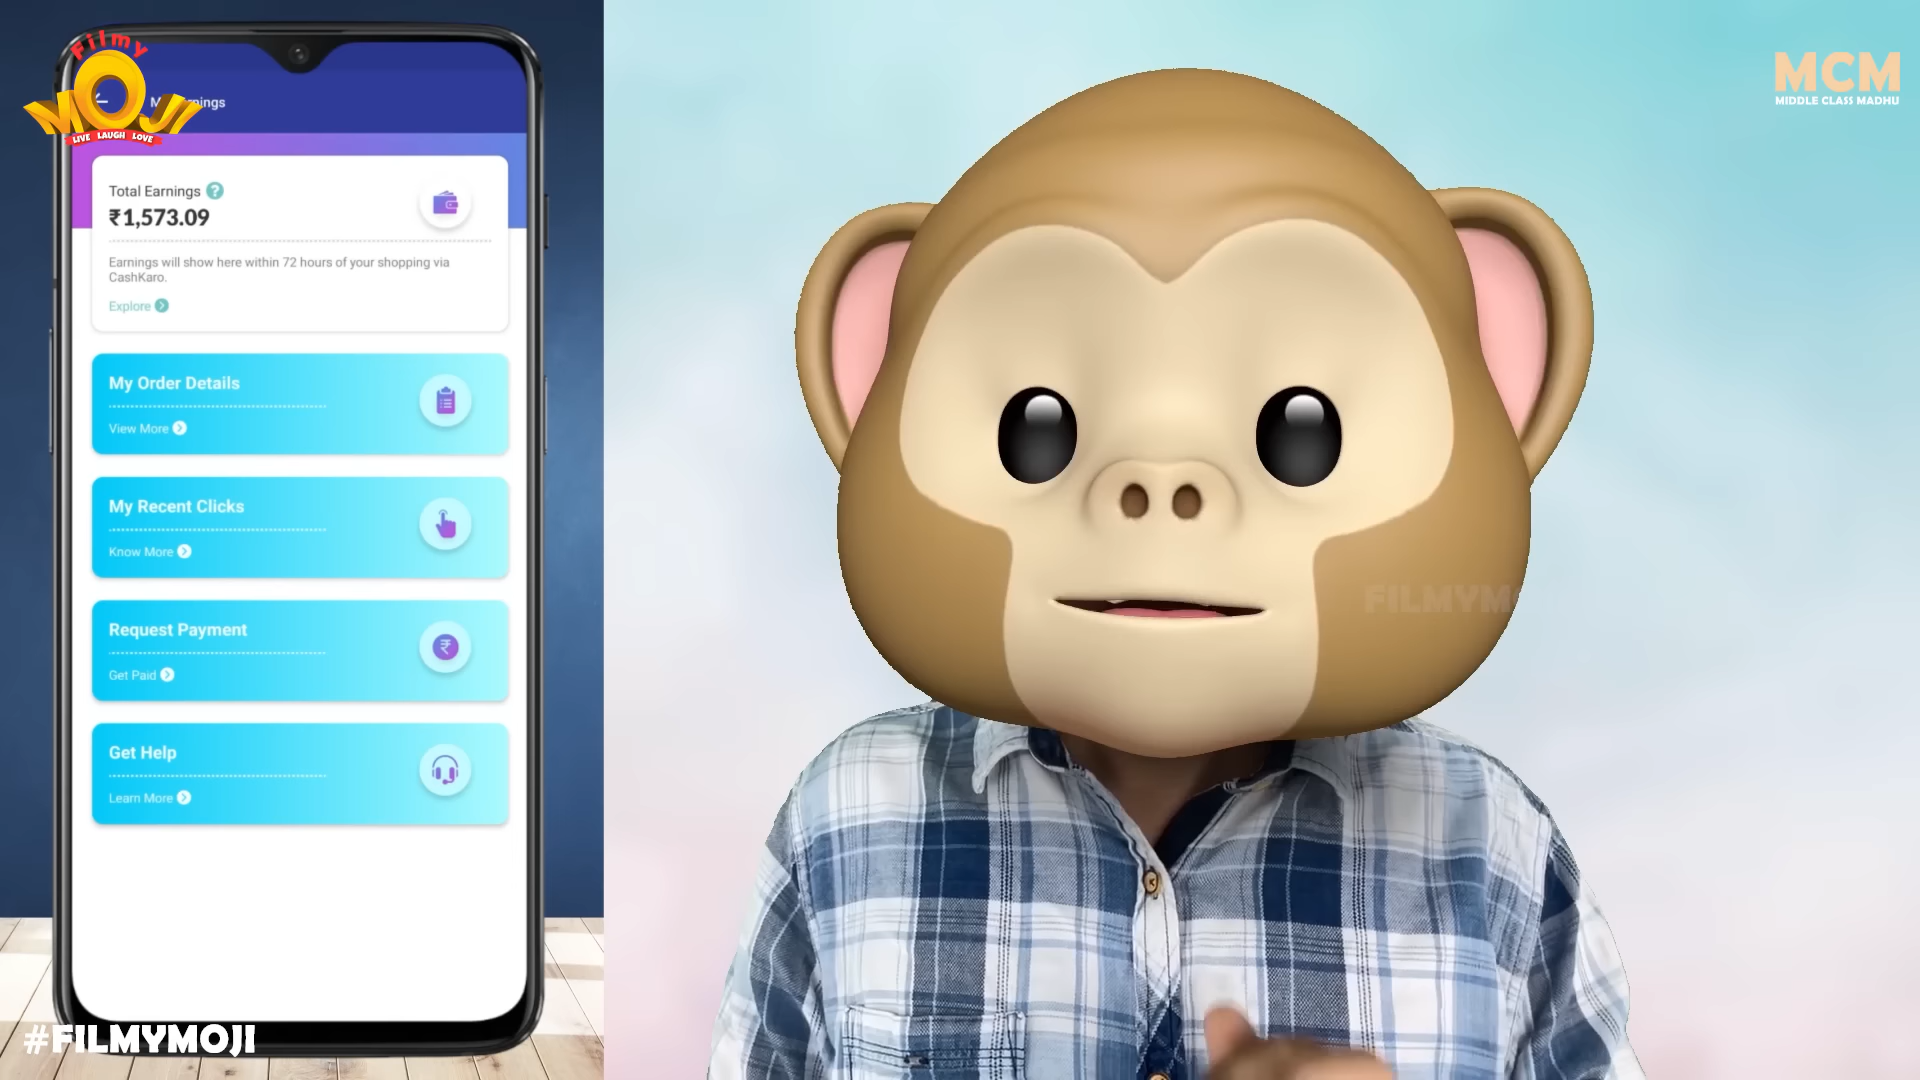 Filmy
MOJI
LIVE LAUGH LOVE
Total Earnings ?
₹1,573.09
Earnings will show here within 72 hours of your shopping via
CashKaro.
Explore
My Order Details
View More
My Recent Clicks
Know More
Request Payment
₹
Get Paid
Get Help
Learn More
#FILMYMOJI
MCM
MIDDLE CLASS MADHU